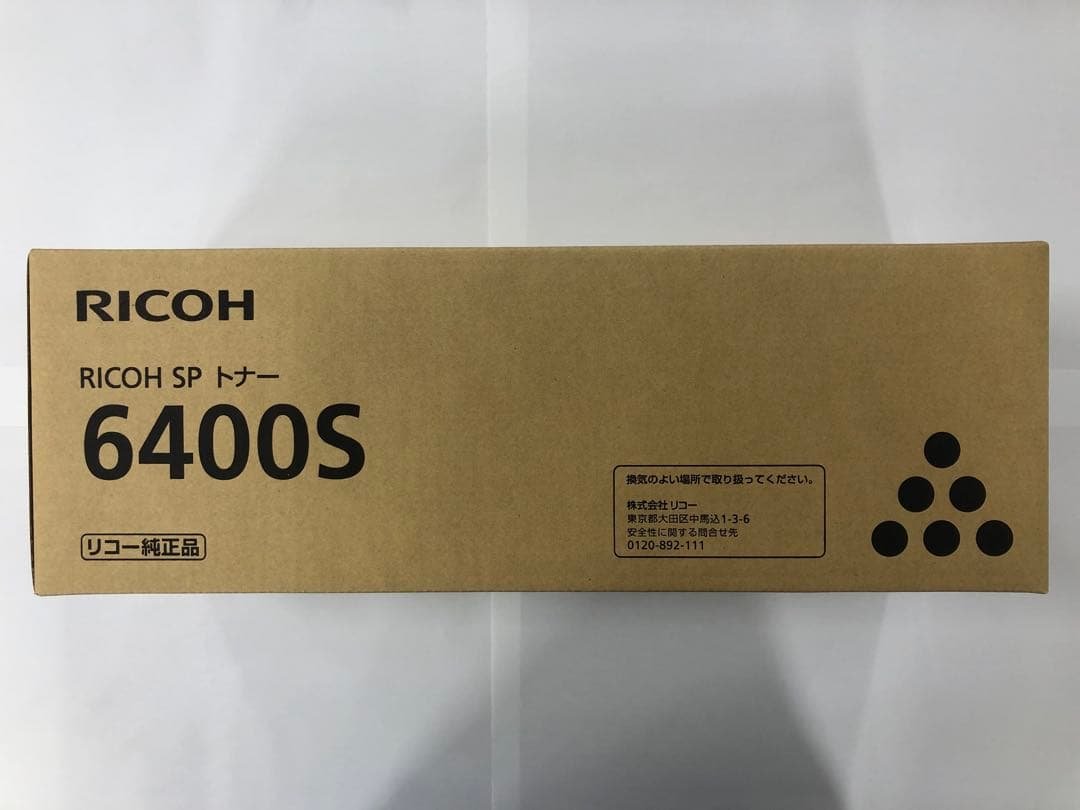 RICOH
RICOH SP トナー
6400S
リコー純正品
換気のよい場所で取り扱ってください。
株式会社リコー
東京都大田区中馬込1-3-6
安全性に関する問合せ先
0120-892-111